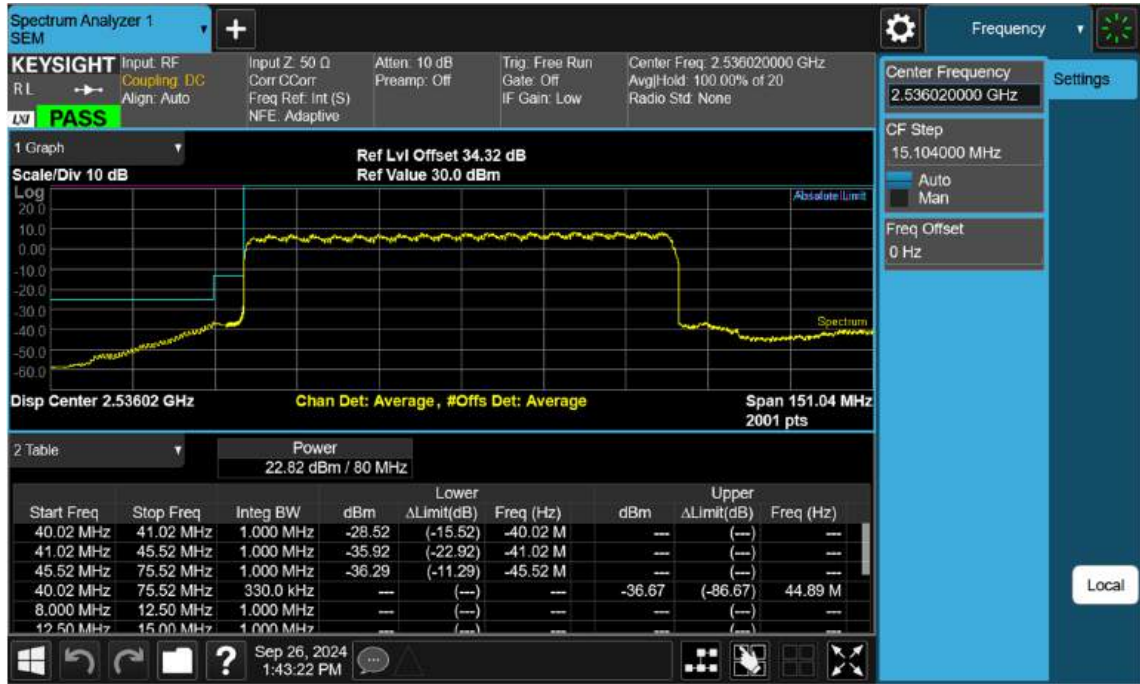 Spectrum Analyzer 1
SEM
+
Frequency
KEYSIGHT
RL
LXI
PASS
Input: RF
Coupling: DC
Align: Auto
Input Z: 50 Ω
Corr CCorr
Freq Ref: Int (S)
NFE: Adaptive
Atten: 10 dB
Preamp: Off
Trig: Free Run
Gate: Off
IF Gain: Low
Center Freq: 2.536020000 GHz
Avg|Hold: 100.00% of 20
Radio Std: None
Center Frequency
2.536020000 GHz
Settings
CF Step
15.104000 MHz
Auto
Man
Freq Offset
0 Hz
Local
1 Graph
Scale/Div 10 dB
Ref Lvl Offset 34.32 dB
Ref Value 30.0 dBm
Log
Absolute Limit
20.0
10.0
0.00
-10.0
-20.0
-30.0
-40.0
-50.0
-60.0
Spectrum
Disp Center 2.53602 GHz
Chan Det: Average, #Offs Det: Average
Span 151.04 MHz
2001 pts
2 Table
Power
22.82 dBm / 80 MHz
Lower Upper
Start Freq Stop Freq Integ BW dBm ΔLimit(dB) Freq (Hz) dBm ΔLimit(dB) Freq (Hz)
40.02 MHz 41.02 MHz 1.000 MHz -28.52 (-15.52) -40.02 M --- (---) ---
41.02 MHz 45.52 MHz 1.000 MHz -35.92 (-22.92) -41.02 M --- (---) ---
45.52 MHz 75.52 MHz 1.000 MHz -36.29 (-11.29) -45.52 M --- (---) ---
40.02 MHz 75.52 MHz 330.0 kHz --- (---) --- -36.67 (-86.67) 44.89 M
8.000 MHz 12.50 MHz 1.000 MHz --- (---) --- --- (---) ---
12.50 MHz 15.00 MHz 1.000 MHz --- (---) --- --- (---) ---
?
Sep 26, 2024
1:43:22 PM